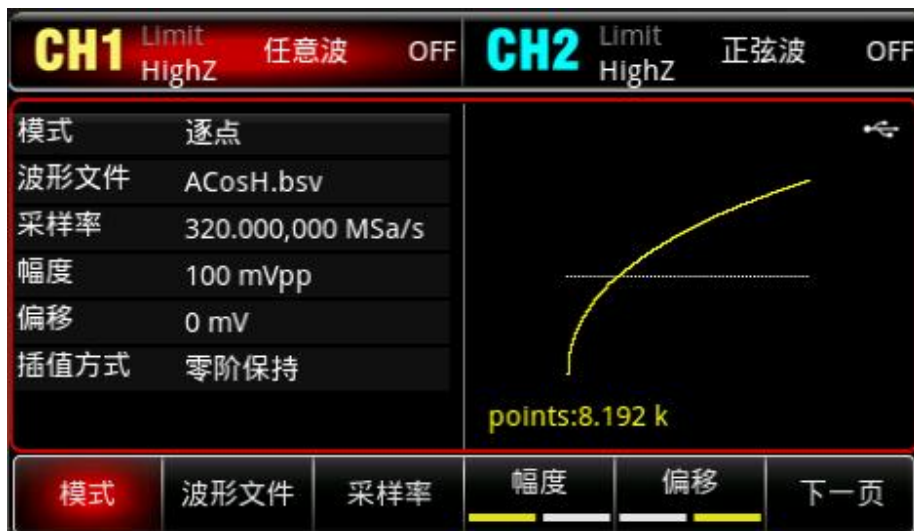 CH1 Limit HighZ 任意波 OFF CH2 Limit HighZ 正弦波 OFF
模式 逐点
波形文件 ACosH.bsv
采样率 320.000,000 MSa/s
幅度 100 mVpp
偏移 0 mV
插值方式 零阶保持
points:8.192 k
模式 波形文件 采样率 幅度 偏移 下一页